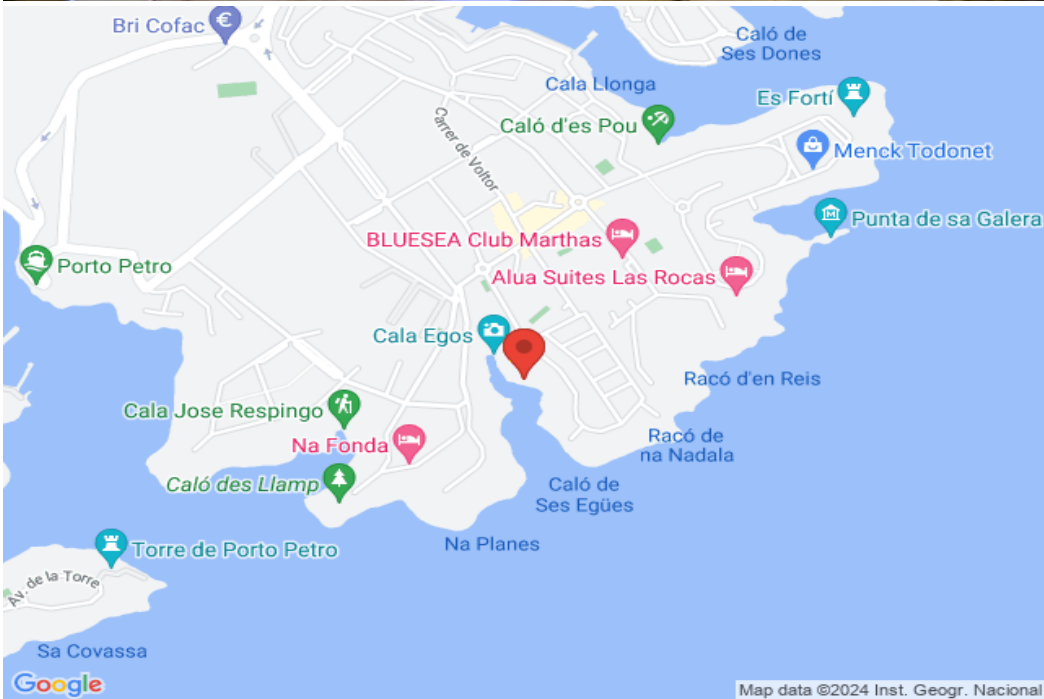 Bri Cofac
Caló de
Ses Dones
Cala Llonga
Es Fortí
Caló d'es Pou
Carrer de Voltor
Menck Todonet
Punta de sa Galera
BLUESEA Club Marthas
Porto Petro
Alua Suites Las Rocas
Cala Egos
Racó d'en Reis
Cala Jose Respingo
Na Fonda
Racó de
na Nadala
Caló des Llamp
Caló de
Ses Egües
Na Planes
Torre de Porto Petro
Av. de la Torre
Sa Covassa
Google
Map data ©2024 Inst. Geogr. Nacional